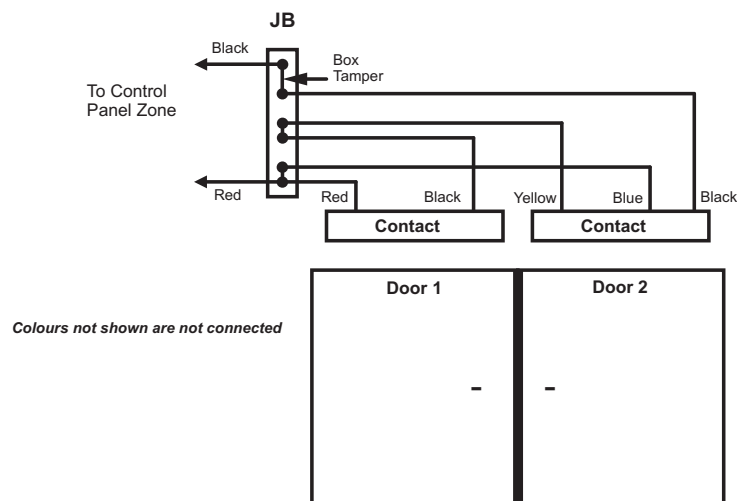 JB
Black
Box
Tamper
To Control
Panel Zone
Red
Red
Black
Yellow
Blue
Black
Contact
Contact
Door 1
Door 2
Colours not shown are not connected